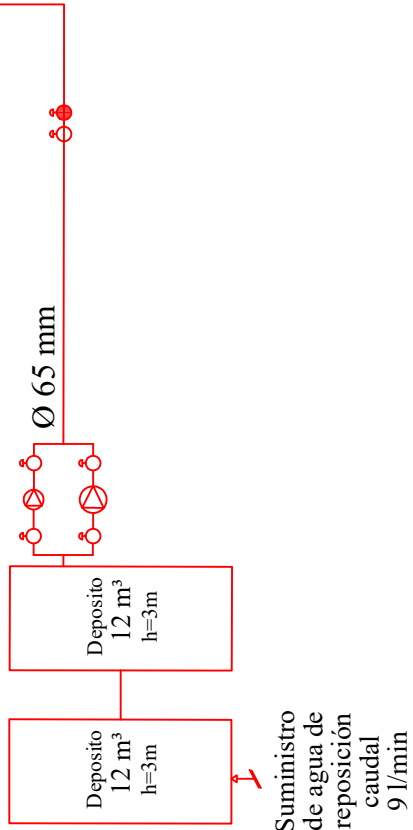 Ø 65 mm
Deposito
12 m³
h=3m
Deposito
12 m³
h=3m
Suministro
de agua de
reposición
caudal
9 l/min